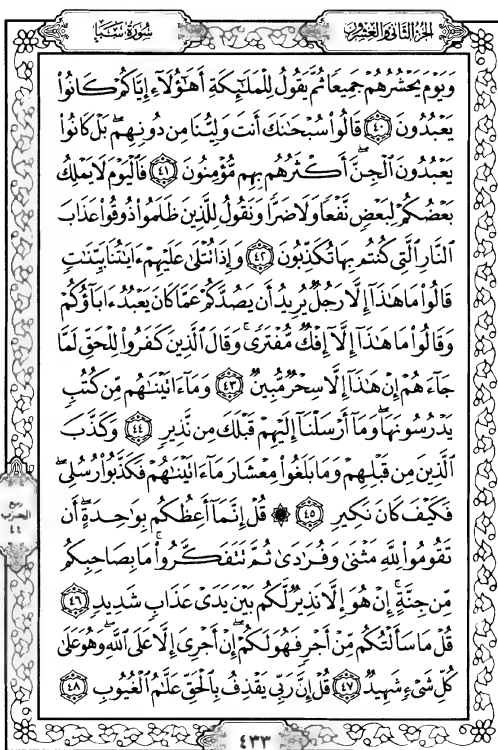 الجزء الثاني والعشرون
سورة سبأ
وَيَوْمَ يَحْشُرُهُمْ جَمِيعًا ثُمَّ يَقُولُ لِلْمَلَٰٓئِكَةِ أَهَٰٓؤُلَآءِ إِيَّاكُمْ كَانُوا۟
يَعْبُدُونَ ٤٠ قَالُوا۟ سُبْحَٰنَكَ أَنتَ وَلِيُّنَا مِن دُونِهِم ۖ بَلْ كَانُوا۟
يَعْبُدُونَ ٱلْجِنَّ ۖ أَكْثَرُهُم بِهِم مُّؤْمِنُونَ ٤١ فَٱلْيَوْمَ لَا يَمْلِكُ
بَعْضُكُمْ لِبَعْضٍ نَّفْعًا وَلَا ضَرًّا وَنَقُولُ لِلَّذِينَ ظَلَمُوا۟ ذُوقُوا۟ عَذَابَ
ٱلنَّارِ ٱلَّتِى كُنتُم بِهَا تُكَذِّبُونَ ٤٢ وَإِذَا تُتْلَىٰ عَلَيْهِمْ ءَايَٰتُنَا بَيِّنَٰتٍ
قَالُوا۟ مَا هَٰذَآ إِلَّا رَجُلٌ يُرِيدُ أَن يَصُدَّكُمْ عَمَّا كَانَ يَعْبُدُ ءَابَآؤُكُمْ
وَقَالُوا۟ مَا هَٰذَآ إِلَّآ إِفْكٌ مُّفْتَرًى ۚ وَقَالَ ٱلَّذِينَ كَفَرُوا۟ لِلْحَقِّ لَمَّا
جَآءَهُمْ إِنْ هَٰذَآ إِلَّا سِحْرٌ مُّبِينٌ ٤٣ وَمَآ ءَاتَيْنَٰهُم مِّن كُتُبٍ
يَدْرُسُونَهَا ۖ وَمَآ أَرْسَلْنَآ إِلَيْهِمْ قَبْلَكَ مِن نَّذِيرٍ ٤٤ وَكَذَّبَ
ٱلَّذِينَ مِن قَبْلِهِمْ وَمَا بَلَغُوا۟ مِعْشَارَ مَآ ءَاتَيْنَٰهُمْ فَكَذَّبُوا۟ رُسُلِى ۖ
فَكَيْفَ كَانَ نَكِيرِ ٤٥ ۞ قُلْ إِنَّمَآ أَعِظُكُم بِوَٰحِدَةٍ ۖ أَن
تَقُومُوا۟ لِلَّهِ مَثْنَىٰ وَفُرَٰدَىٰ ثُمَّ تَتَفَكَّرُوا۟ ۚ مَا بِصَاحِبِكُم
مِّن جِنَّةٍ ۚ إِنْ هُوَ إِلَّا نَذِيرٌ لَّكُم بَيْنَ يَدَىْ عَذَابٍ شَدِيدٍ ٤٦
قُلْ مَا سَأَلْتُكُم مِّنْ أَجْرٍ فَهُوَ لَكُمْ ۖ إِنْ أَجْرِىَ إِلَّا عَلَى ٱللَّهِ ۖ وَهُوَ عَلَىٰ
كُلِّ شَىْءٍ شَهِيدٌ ٤٧ قُلْ إِنَّ رَبِّى يَقْذِفُ بِٱلْحَقِّ عَلَّٰمُ ٱلْغُيُوبِ ٤٨
ربع
الحزب
٤٤
٤٣٣